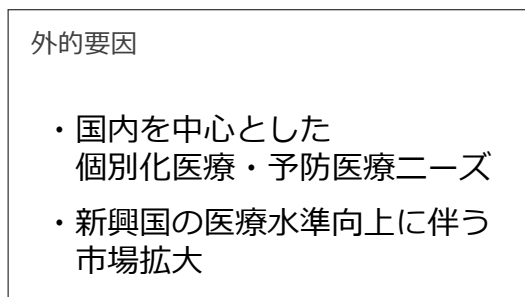 外的要因
・国内を中心とした
個別化医療・予防医療ニーズ
・新興国の医療水準向上に伴う
市場拡大